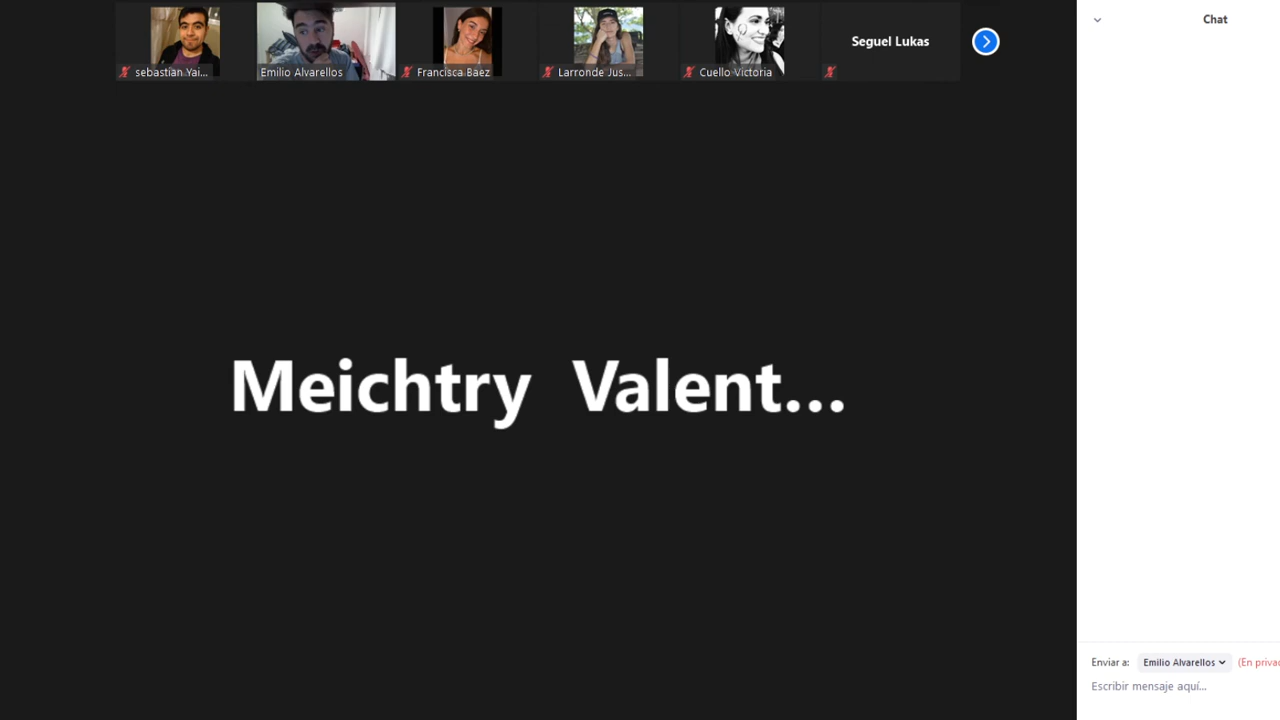 sebastian Yai...
Emilio Alvarellos
Francisca Baez
Larronde Jus...
Cuello Victoria
Seguel Lukas
Chat
Meichtry Valent...
Enviar a: Emilio Alvarellos (En privac
Escribir mensaje aquí...